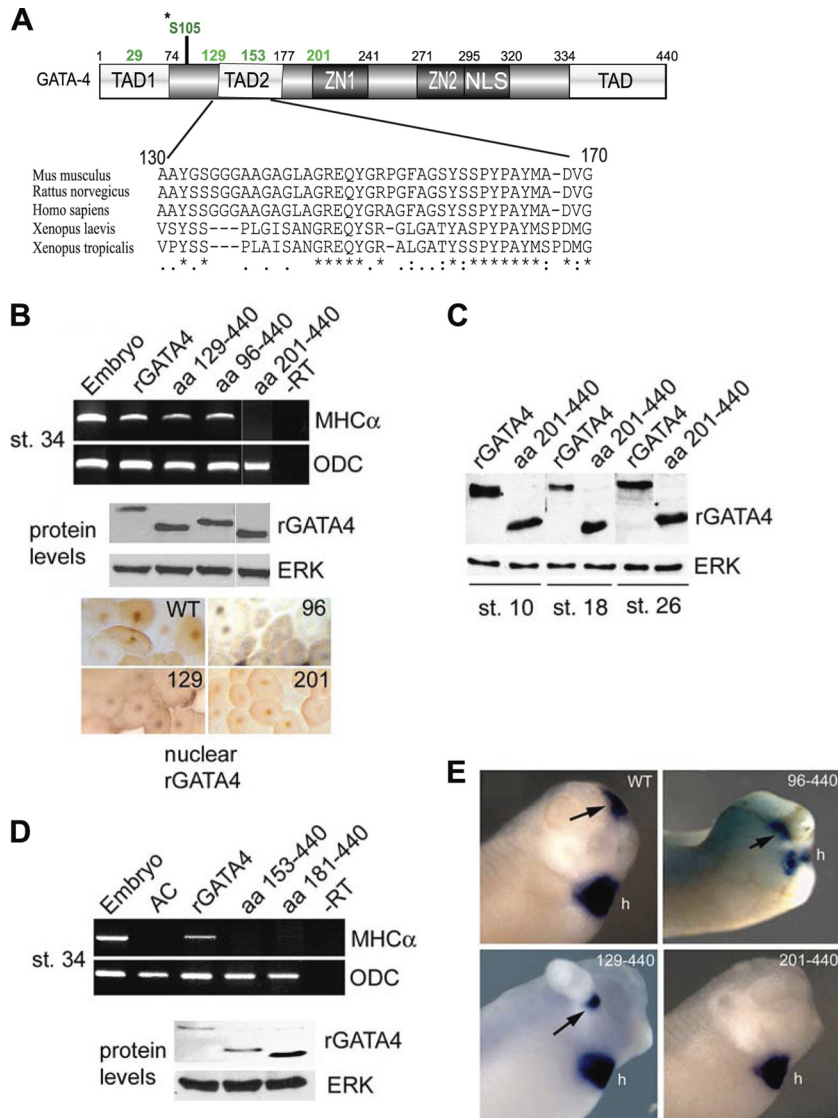 A
*
S105
1 29 74 129 153 177 201 241 271 295 320 334 440
GATA-4 TAD1 TAD2 ZN1 ZN2 NLS TAD
130 170
Mus musculus AAYGSGGGAAGAGLAGREQYGRPGFAGSYSSPYPAYMA-DVG
Rattus norvegicus AAYSSGGGAAGAGLAGREQYGRPGFAGSYSSPYPAYMA-DVG
Homo sapiens AAYSSGGGAAGAGLAGREQYGRAGFAGSYSSPYPAYMA-DVG
Xenopus laevis VSYSS---PLGISANGREQYSR-GLGATYASPYPAYMSPDMG
Xenopus tropicalis VPYSS---PLAISANGREQYGR-ALGATYASPYPAYMSPDMG
..*.* . . . *****.* .:..:*:********: *:*
B
Embryo rGATA4 aa 129-440 aa 96-440 aa 201-440 -RT
st. 34
MHCα
ODC
protein levels
rGATA4
ERK
WT 96
129 201
nuclear
rGATA4
C
rGATA4 aa 201-440 rGATA4 aa 201-440 rGATA4 aa 201-440
rGATA4
ERK
st. 10 st. 18 st. 26
D
Embryo AC rGATA4 aa 153-440 aa 181-440 -RT
st. 34
MHCα
ODC
protein levels
rGATA4
ERK
E
WT 96-440
h h
129-440 201-440
h h